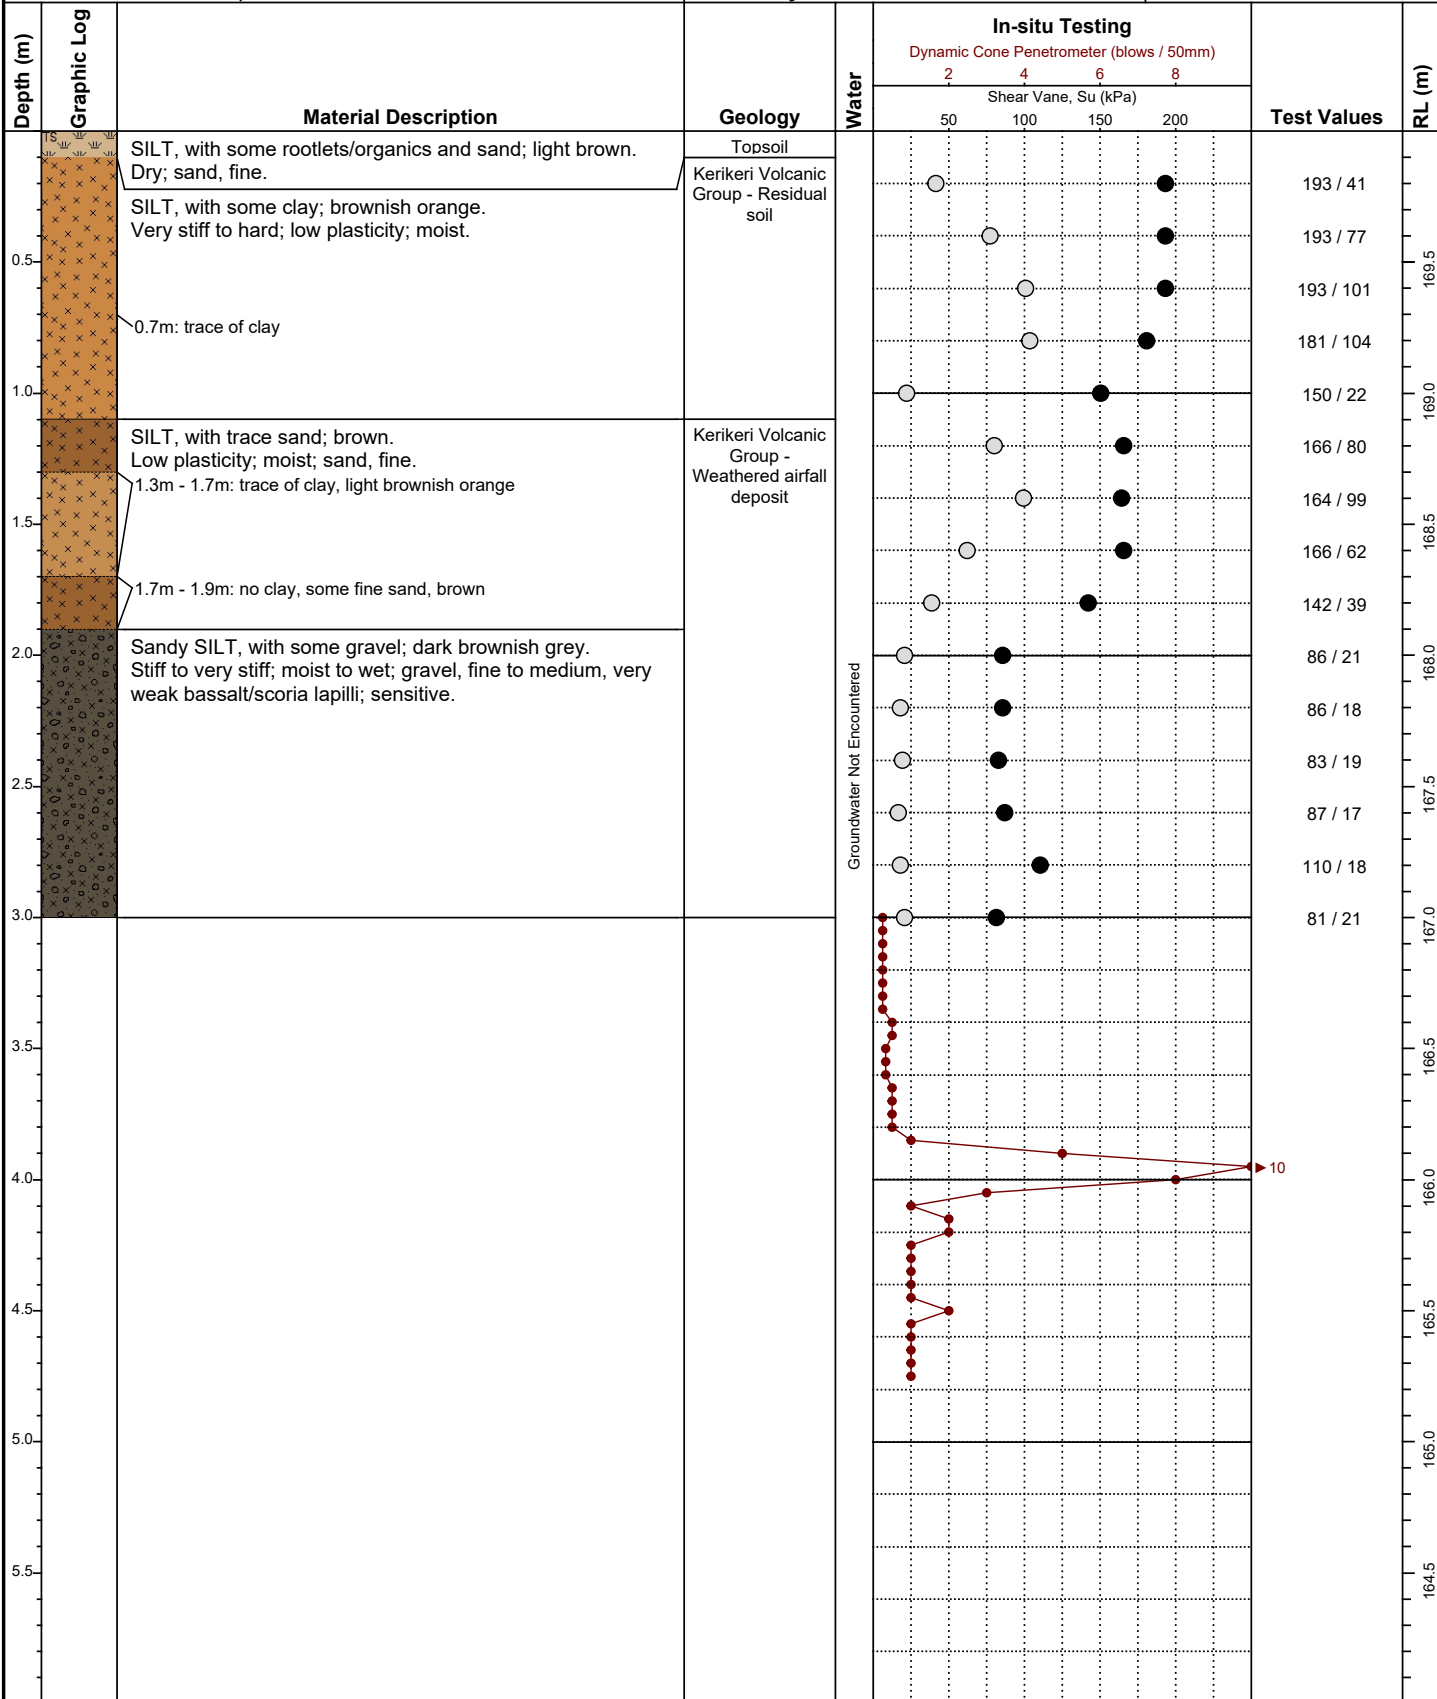 Depth (m)
Graphic Log
Material Description
Geology
Water
In-situ Testing
Dynamic Cone Penetrometer (blows / 50mm)
2 4 6 8
Shear Vane, Su (kPa)
50 100 150 200
Test Values
RL (m)
TS
SILT, with some rootlets/organics and sand; light brown.
Dry; sand, fine.
SILT, with some clay; brownish orange.
Very stiff to hard; low plasticity; moist.
0.7m: trace of clay
SILT, with trace sand; brown.
Low plasticity; moist; sand, fine.
1.3m - 1.7m: trace of clay, light brownish orange
1.7m - 1.9m: no clay, some fine sand, brown
Sandy SILT, with some gravel; dark brownish grey.
Stiff to very stiff; moist to wet; gravel, fine to medium, very
weak bassalt/scoria lapilli; sensitive.
Topsoil
Kerikeri Volcanic
Group - Residual
soil
Kerikeri Volcanic
Group -
Weathered airfall
deposit
Groundwater Not Encountered
193 / 41
193 / 77
193 / 101
181 / 104
150 / 22
166 / 80
164 / 99
166 / 62
142 / 39
86 / 21
86 / 18
83 / 19
87 / 17
110 / 18
81 / 21
10
0.5
1.0
1.5
2.0
2.5
3.0
3.5
4.0
4.5
5.0
5.5
169.5
169.0
168.5
168.0
167.5
167.0
166.5
166.0
165.5
165.0
164.5